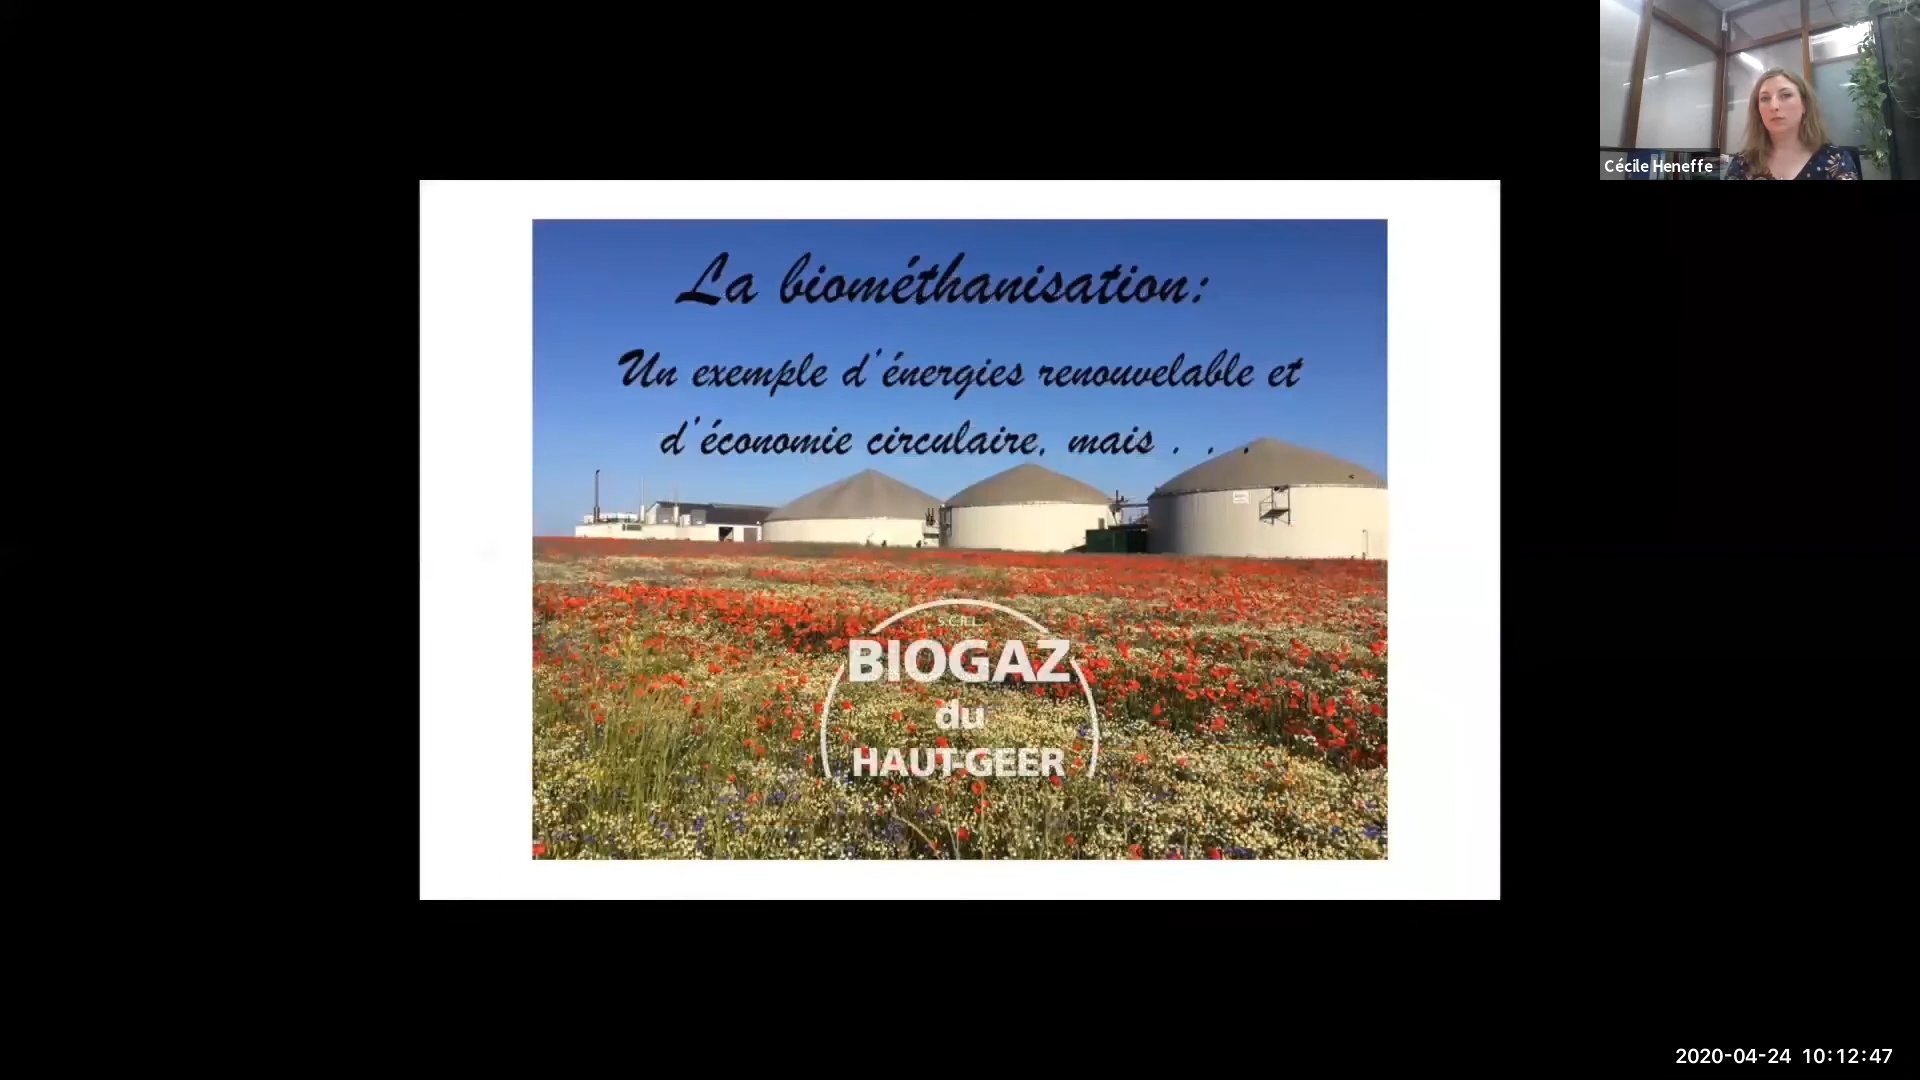 Cécile Heneffe
La biométhanisation:
Un exemple d'énergies renouvelable et
d'économie circulaire, mais . . .
S.C.R.L.
BIOGAZ
du
HAUT-GEER
2020-04-24 10:12:47